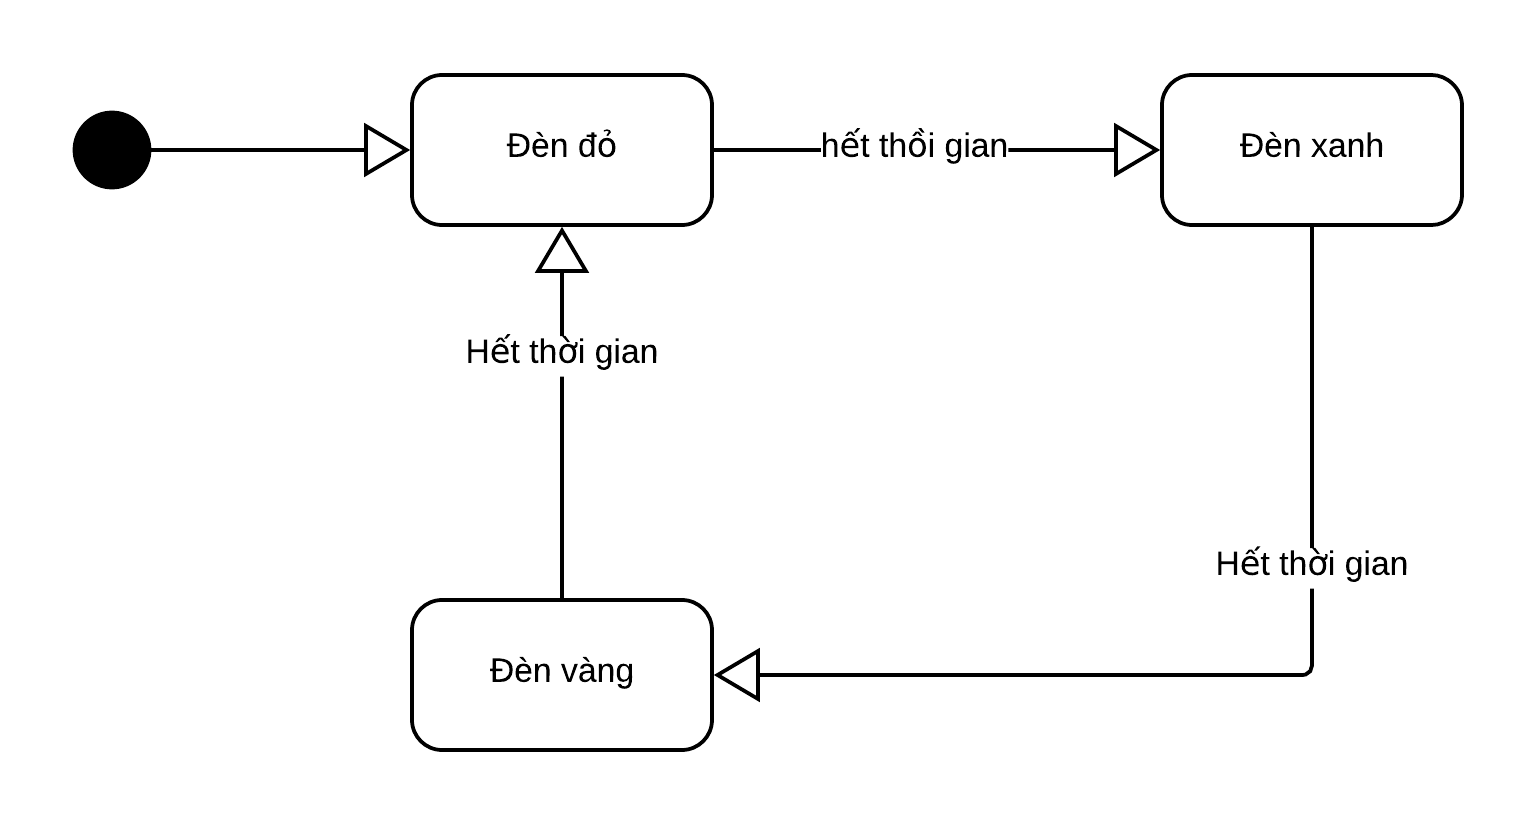 Đèn đỏ
hết thồi gian
Đèn xanh
Hết thời gian
Hết thời gian
Đèn vàng